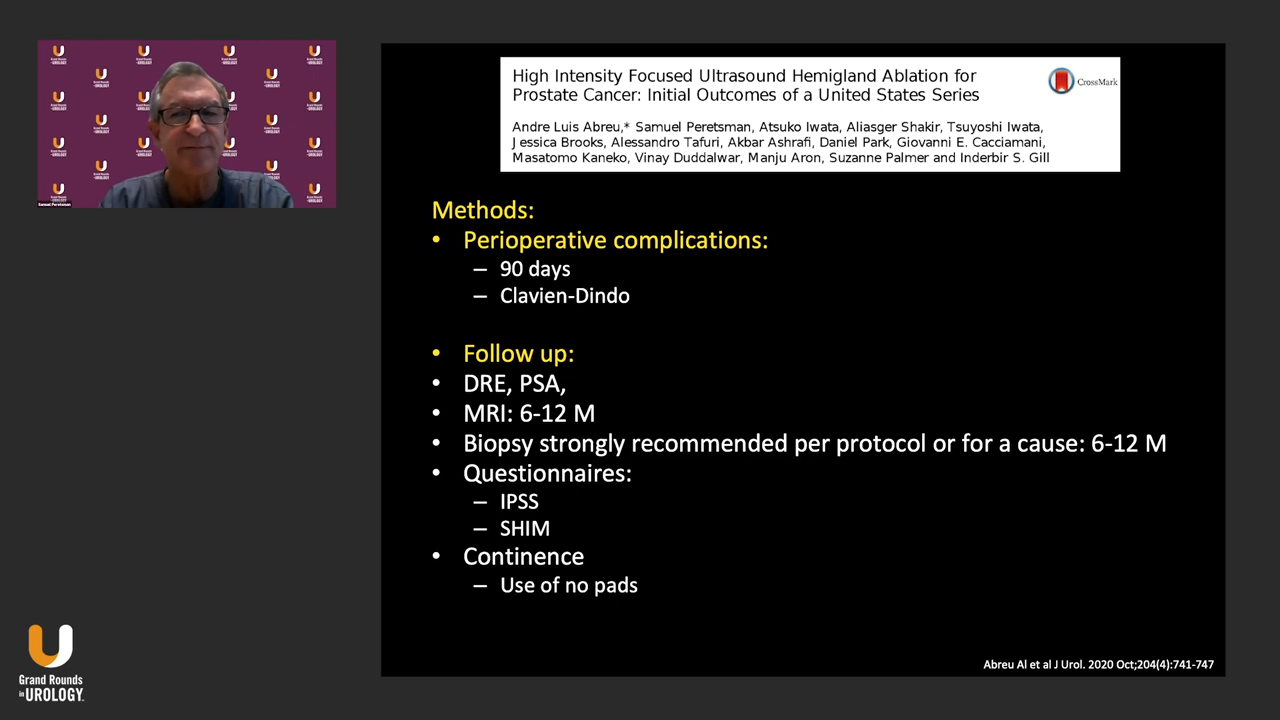 Samuel Peretsman
High Intensity Focused Ultrasound Hemigland Ablation for
Prostate Cancer: Initial Outcomes of a United States Series
CrossMark
Andre Luis Abreu,* Samuel Peretsman, Atsuko Iwata, Aliasger Shakir, Tsuyoshi Iwata,
Jessica Brooks, Alessandro Tafuri, Akbar Ashrafi, Daniel Park, Giovanni E. Cacciamani,
Masatomo Kaneko, Vinay Duddalwar, Manju Aron, Suzanne Palmer and Inderbir S. Gill
Methods:
• Perioperative complications:
– 90 days
– Clavien-Dindo
• Follow up:
• DRE, PSA,
• MRI: 6-12 M
• Biopsy strongly recommended per protocol or for a cause: 6-12 M
• Questionnaires:
– IPSS
– SHIM
• Continence
– Use of no pads
Abreu Al et al J Urol. 2020 Oct;204(4):741-747
Grand Rounds
in UROLOGY